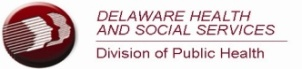 DELAWARE HEALTH
AND SOCIAL SERVICES
Division of Public Health